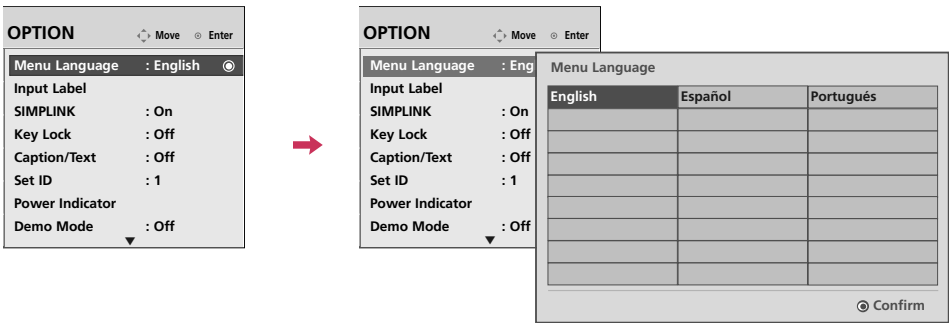 OPTION Move Enter
Menu Language : English
Input Label
SIMPLINK : On
Key Lock : Off
Caption/Text : Off
Set ID : 1
Power Indicator
Demo Mode : Off
OPTION Move Enter
Menu Language : Eng
Input Label
SIMPLINK : On
Key Lock : Off
Caption/Text : Off
Set ID : 1
Power Indicator
Demo Mode : Off
Menu Language
English Español Portugués
Confirm